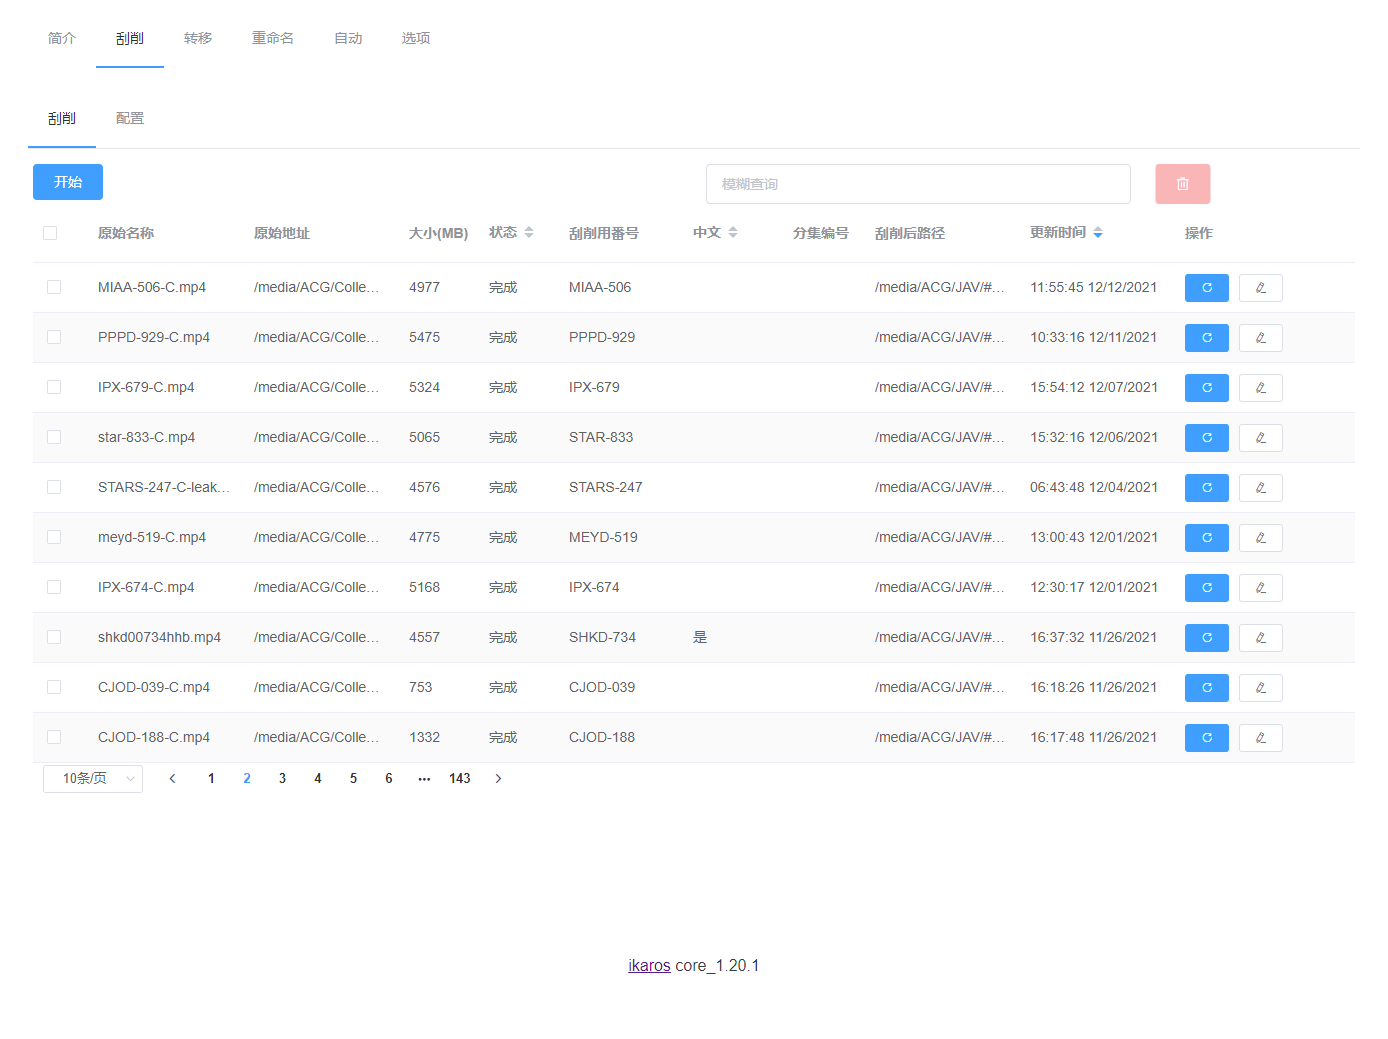 简介 刮削 转移 重命名 自动 选项
刮削 配置
开始 模糊查询
原始名称 原始地址 大小(MB) 状态 刮削用番号 中文 分集编号 刮削后路径 更新时间 操作
MIAA-506-C.mp4 /media/ACG/Colle... 4977 完成 MIAA-506 /media/ACG/JAV/#... 11:55:45 12/12/2021
PPPD-929-C.mp4 /media/ACG/Colle... 5475 完成 PPPD-929 /media/ACG/JAV/#... 10:33:16 12/11/2021
IPX-679-C.mp4 /media/ACG/Colle... 5324 完成 IPX-679 /media/ACG/JAV/#... 15:54:12 12/07/2021
star-833-C.mp4 /media/ACG/Colle... 5065 完成 STAR-833 /media/ACG/JAV/#... 15:32:16 12/06/2021
STARS-247-C-leak... /media/ACG/Colle... 4576 完成 STARS-247 /media/ACG/JAV/#... 06:43:48 12/04/2021
meyd-519-C.mp4 /media/ACG/Colle... 4775 完成 MEYD-519 /media/ACG/JAV/#... 13:00:43 12/01/2021
IPX-674-C.mp4 /media/ACG/Colle... 5168 完成 IPX-674 /media/ACG/JAV/#... 12:30:17 12/01/2021
shkd00734hhb.mp4 /media/ACG/Colle... 4557 完成 SHKD-734 是 /media/ACG/JAV/#... 16:37:32 11/26/2021
CJOD-039-C.mp4 /media/ACG/Colle... 753 完成 CJOD-039 /media/ACG/JAV/#... 16:18:26 11/26/2021
CJOD-188-C.mp4 /media/ACG/Colle... 1332 完成 CJOD-188 /media/ACG/JAV/#... 16:17:48 11/26/2021
10条/页 1 2 3 4 5 6 ... 143
ikaros core_1.20.1